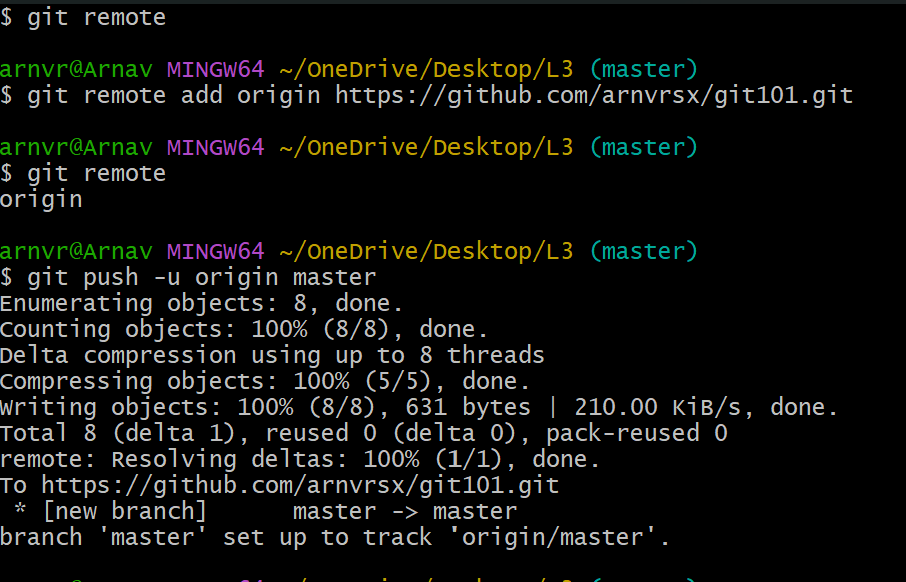 $ git remote
arnvr@Arnav MINGW64 ~/OneDrive/Desktop/L3 (master)
$ git remote add origin https://github.com/arnvrsx/git101.git
arnvr@Arnav MINGW64 ~/OneDrive/Desktop/L3 (master)
$ git remote
origin
arnvr@Arnav MINGW64 ~/OneDrive/Desktop/L3 (master)
$ git push -u origin master
Enumerating objects: 8, done.
Counting objects: 100% (8/8), done.
Delta compression using up to 8 threads
Compressing objects: 100% (5/5), done.
Writing objects: 100% (8/8), 631 bytes | 210.00 KiB/s, done.
Total 8 (delta 1), reused 0 (delta 0), pack-reused 0
remote: Resolving deltas: 100% (1/1), done.
To https://github.com/arnvrsx/git101.git
 * [new branch]      master -> master
branch 'master' set up to track 'origin/master'.